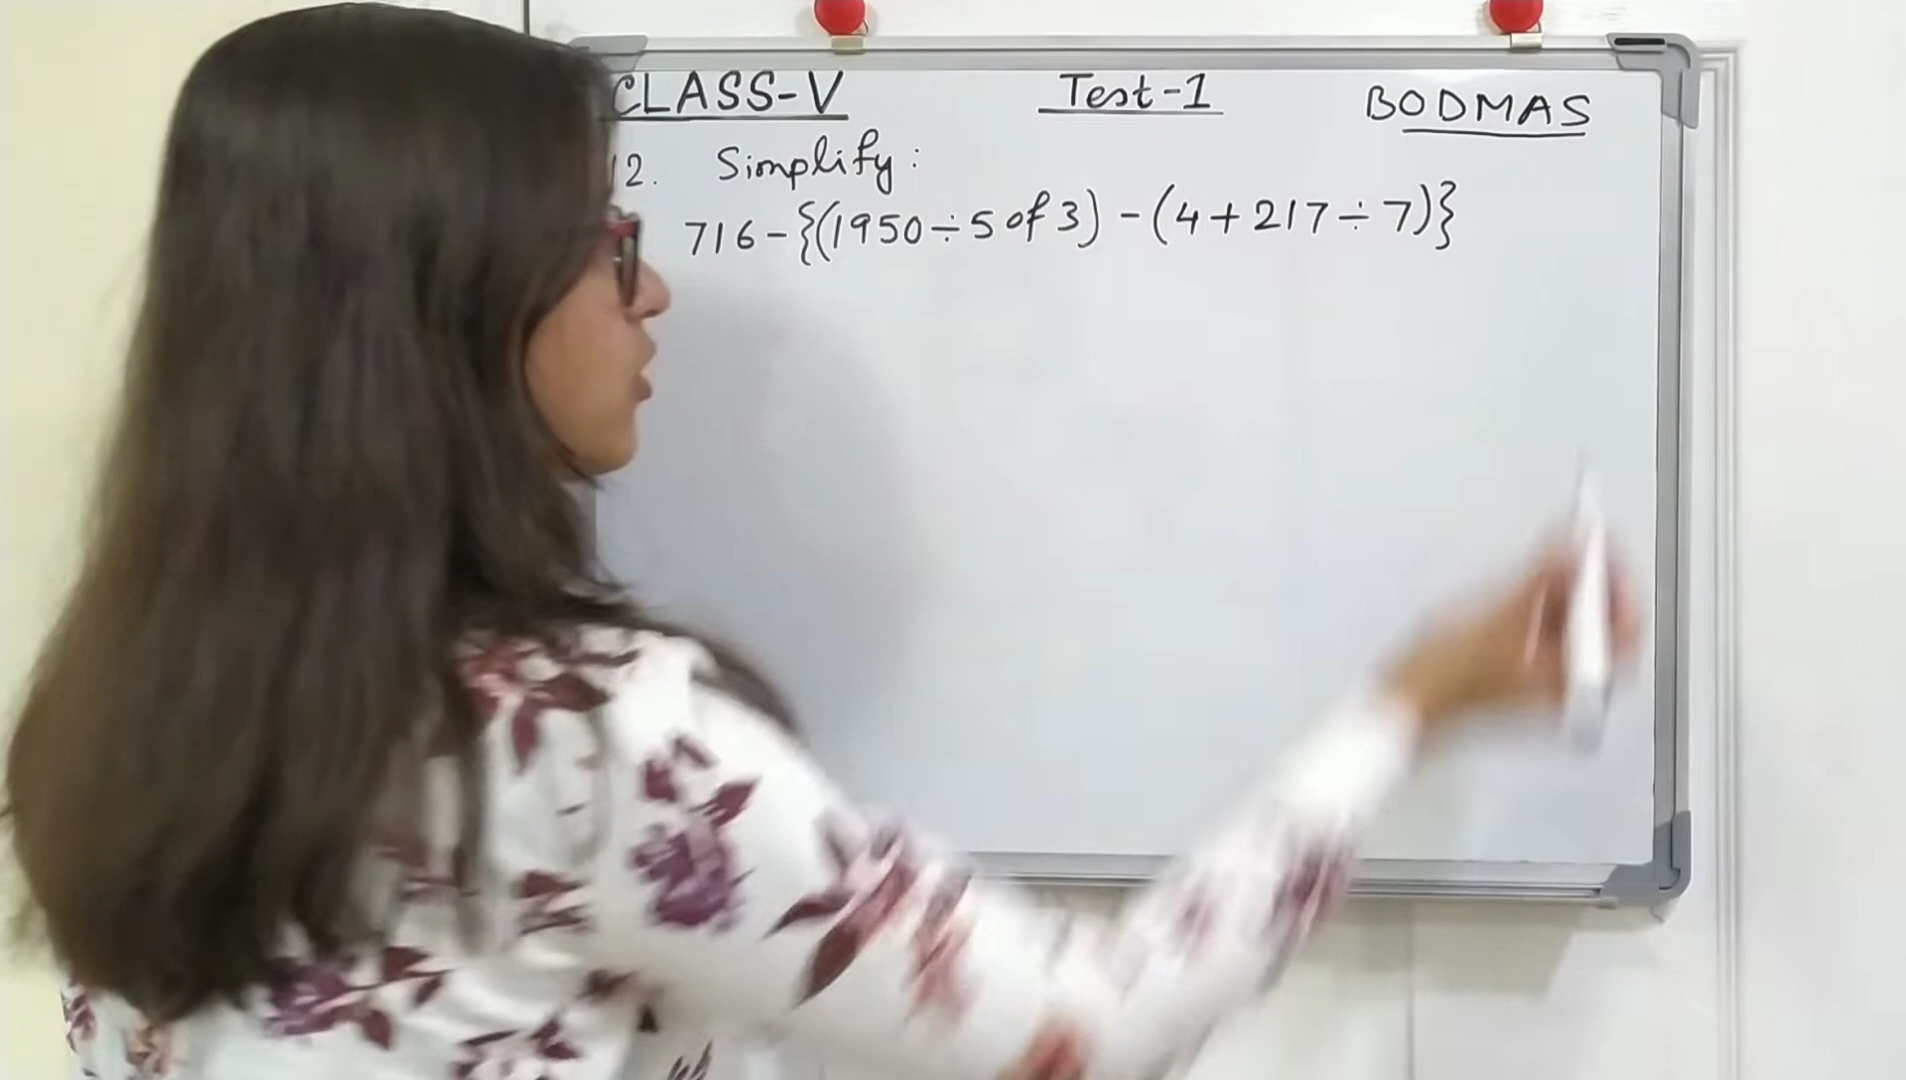 CLASS-V Test-1 BODMAS
12. Simplify:
716-{(1950÷5 of 3) - (4+217÷7)}